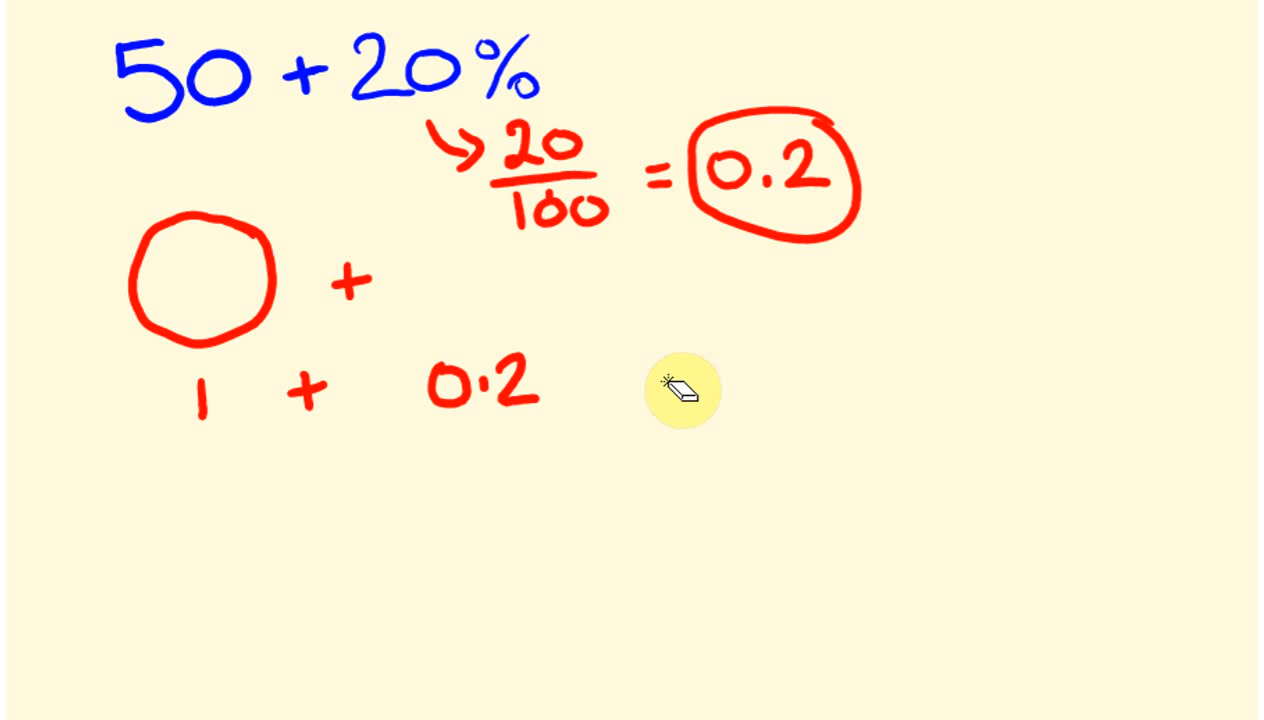 50 + 20%
20/100 = 0.2
+
1 + 0.2